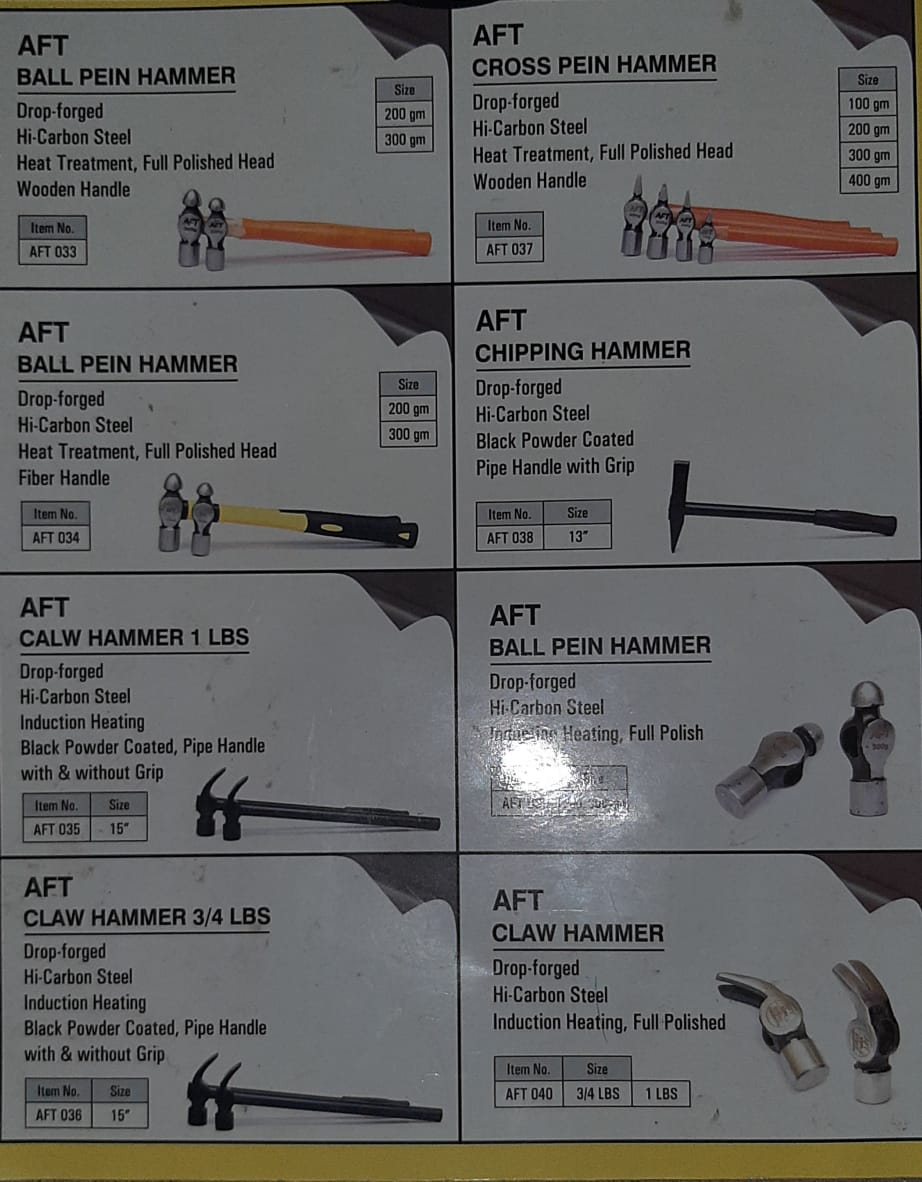 AFT
BALL PEIN HAMMER
Drop-forged
Hi-Carbon Steel
Heat Treatment, Full Polished Head
Wooden Handle
Size
200 gm
300 gm
Item No.
AFT 033
AFT
CROSS PEIN HAMMER
Drop-forged
Hi-Carbon Steel
Heat Treatment, Full Polished Head
Wooden Handle
Size
100 gm
200 gm
300 gm
400 gm
Item No.
AFT 037
AFT
BALL PEIN HAMMER
Drop-forged
Hi-Carbon Steel
Heat Treatment, Full Polished Head
Fiber Handle
Size
200 gm
300 gm
Item No.
AFT 034
AFT
CHIPPING HAMMER
Drop-forged
Hi-Carbon Steel
Black Powder Coated
Pipe Handle with Grip
Item No. Size
AFT 038 13"
AFT
CALW HAMMER 1 LBS
Drop-forged
Hi-Carbon Steel
Induction Heating
Black Powder Coated, Pipe Handle
with & without Grip
Item No. Size
AFT 035 15"
AFT
BALL PEIN HAMMER
Drop-forged
Hi-Carbon Steel
Heating, Full Polish
AFT
AFT
CLAW HAMMER 3/4 LBS
Drop-forged
Hi-Carbon Steel
Induction Heating
Black Powder Coated, Pipe Handle
with & without Grip
Item No. Size
AFT 036 15"
AFT
CLAW HAMMER
Drop-forged
Hi-Carbon Steel
Induction Heating, Full Polished
Item No. Size
AFT 040 3/4 LBS 1 LBS